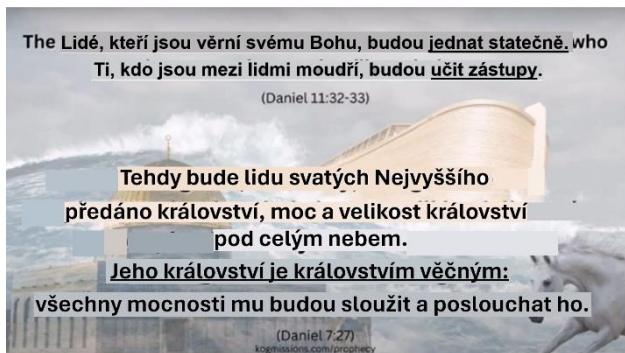 The Lidé, kteří jsou věrní svému Bohu, budou jednat statečně. who
Ti, kdo jsou mezi lidmi moudří, budou učit zástupy.
(Daniel 11:32-33)
Tehdy bude lidu svatých Nejvyššího
předáno království, moc a velikost království
pod celým nebem.
Jeho království je královstvím věčným:
všechny mocnosti mu budou sloužit a poslouchat ho.
(Daniel 7:27)
kogmissions.com/prophecy